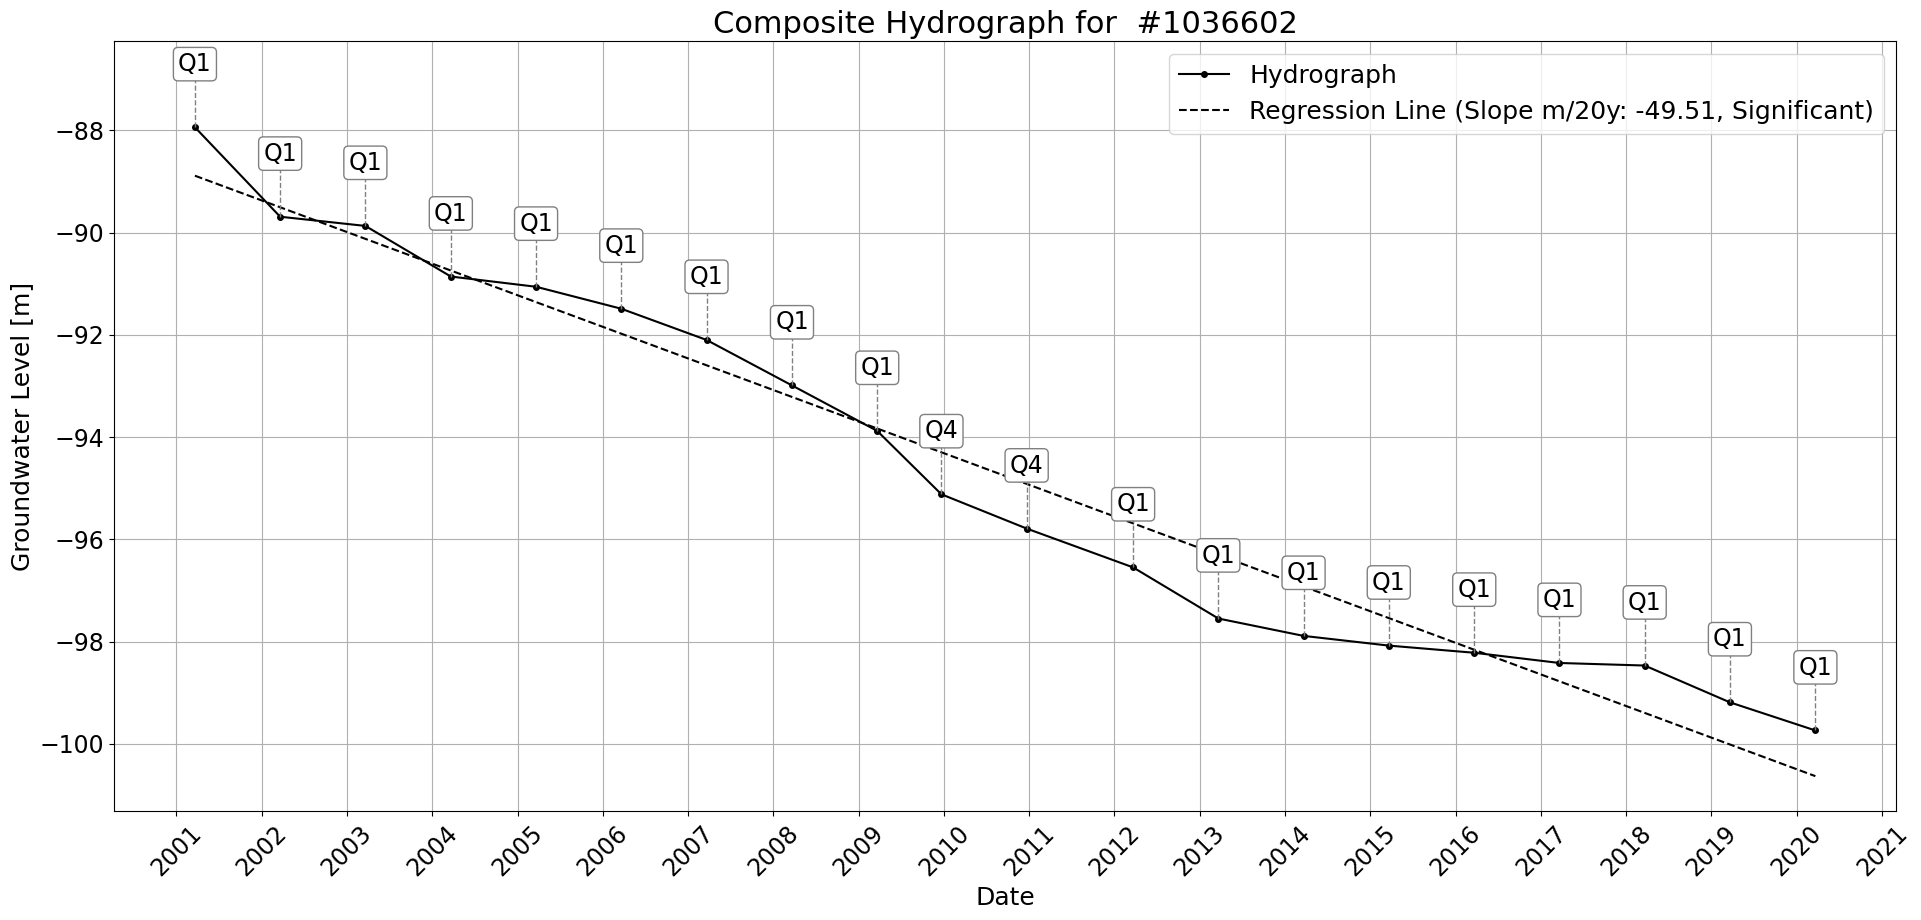 Composite Hydrograph for  #1036602
Hydrograph
Regression Line (Slope m/20y: -49.51, Significant)
Q1
Q1
Q1
Q1
Q1
Q1
Q1
Q1
Q1
Q4
Q4
Q1
Q1
Q1
Q1
Q1
Q1
Q1
Q1
Q1
Groundwater Level [m]
−88
−90
−92
−94
−96
−98
−100
2001
2002
2003
2004
2005
2006
2007
2008
2009
2010
2011
2012
2013
2014
2015
2016
2017
2018
2019
2020
2021
Date